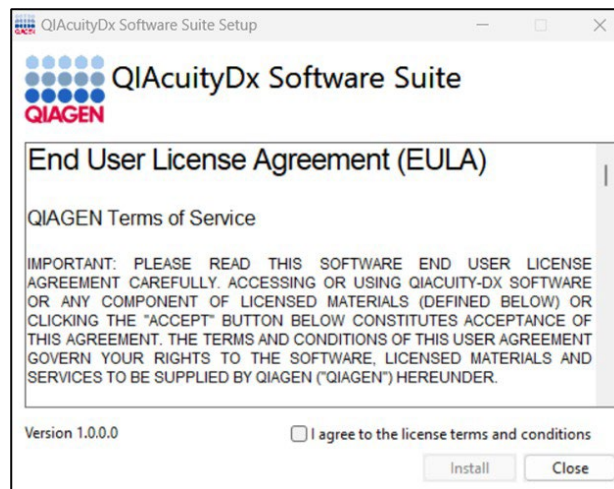 QIAcuityDx Software Suite Setup
QIAcuityDx Software Suite
QIAGEN
End User License Agreement (EULA)
QIAGEN Terms of Service
IMPORTANT: PLEASE READ THIS SOFTWARE END USER LICENSE
AGREEMENT CAREFULLY. ACCESSING OR USING QIACUITY-DX SOFTWARE
OR ANY COMPONENT OF LICENSED MATERIALS (DEFINED BELOW) OR
CLICKING THE "ACCEPT" BUTTON BELOW CONSTITUTES ACCEPTANCE OF
THIS AGREEMENT. THE TERMS AND CONDITIONS OF THIS USER AGREEMENT
GOVERN YOUR RIGHTS TO THE SOFTWARE, LICENSED MATERIALS AND
SERVICES TO BE SUPPLIED BY QIAGEN ("QIAGEN") HEREUNDER.
Version 1.0.0.0
I agree to the license terms and conditions
Install
Close